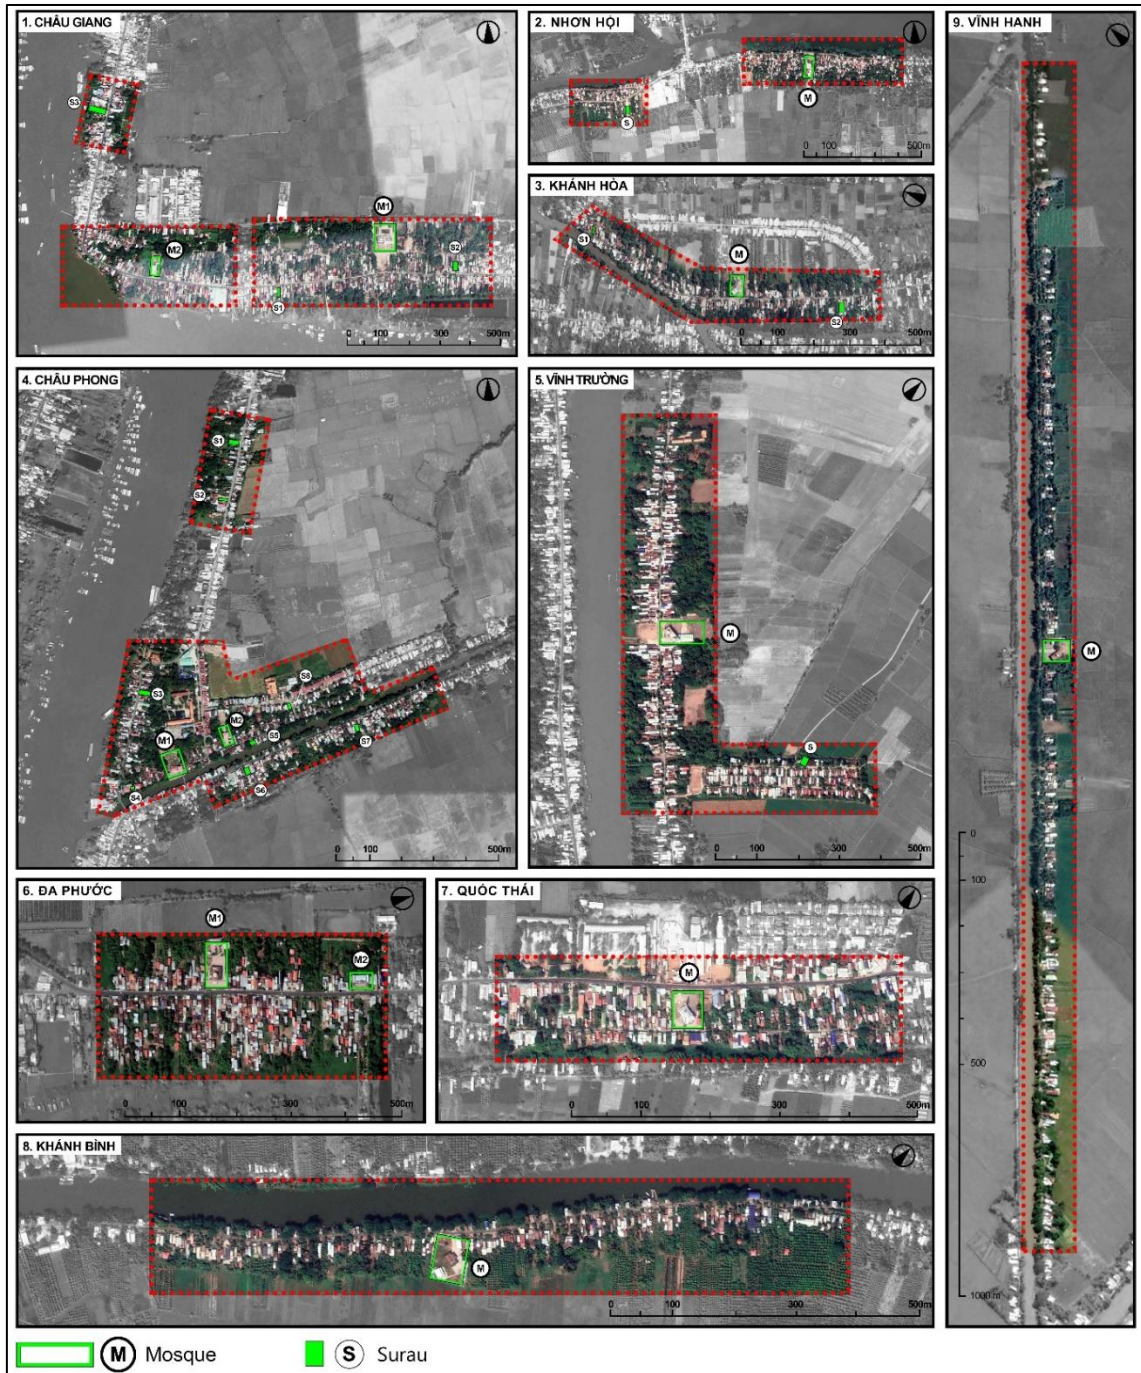 1. CHÂU GIANG
S3
M1
M2
S2
S1
0 100 300 500m
2. NHƠN HỘI
S
M
0 100 300 500m
3. KHÁNH HÒA
S1
M
S2
0 100 300 500m
4. CHÂU PHONG
S1
S2
S3
S8
M2
M1
S5
S7
S6
S4
0 100 300 500m
5. VĨNH TRƯỜNG
M
S
0 100 300 500m
6. ĐA PHƯỚC
M1
M2
0 100 300 500m
7. QUỐC THÁI
M
0 100 300 500m
8. KHÁNH BÌNH
M
0 100 300 500m
9. VĨNH HANH
M
0
100
500
1000 m
M Mosque S Surau